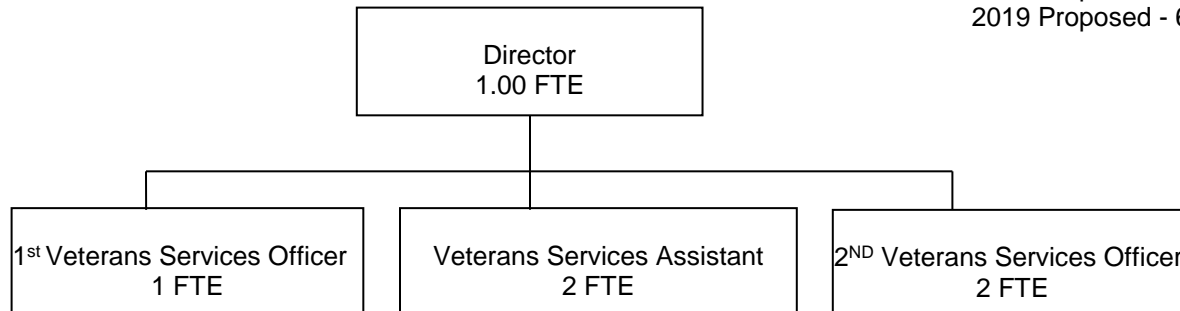 2019 Proposed - 6
Director
1.00 FTE
1st Veterans Services Officer
1 FTE
Veterans Services Assistant
2 FTE
2ND Veterans Services Officer
2 FTE